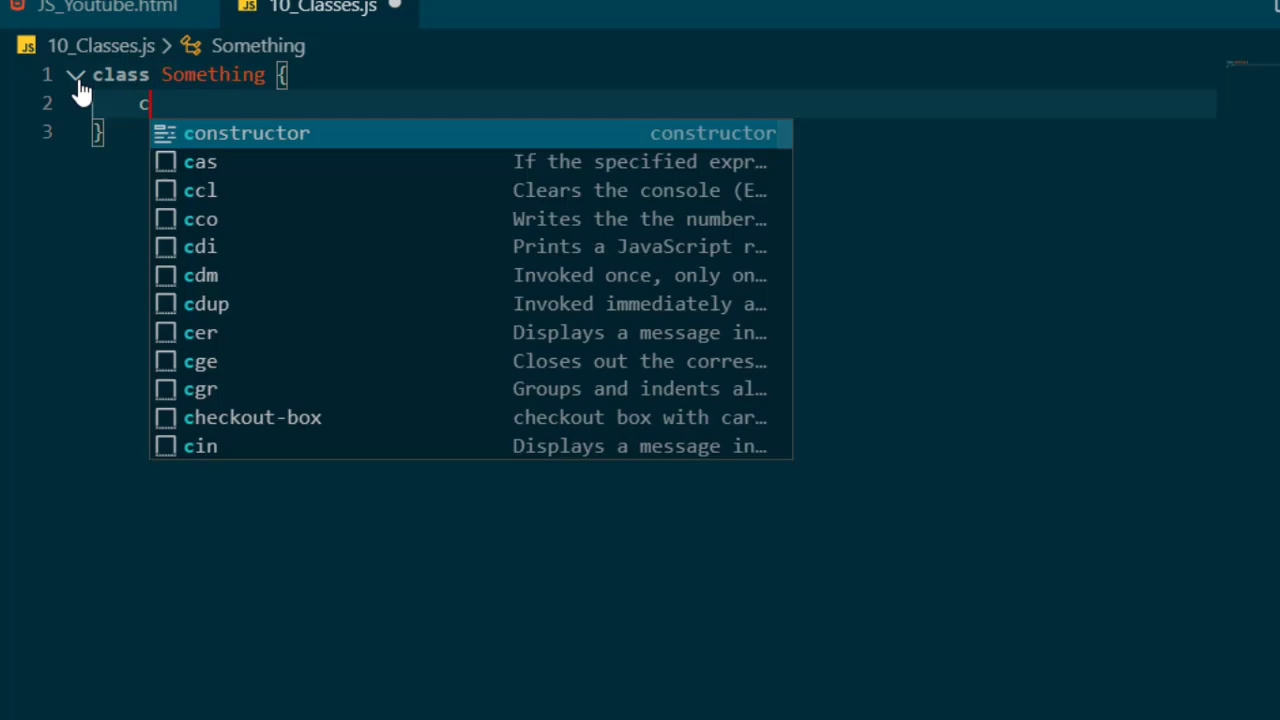 JS_Youtube.html
JS 10_Classes.js
JS 10_Classes.js > Something
1 class Something {
2 c
3 }
constructor constructor
cas If the specified expr…
ccl Clears the console (E…
cco Writes the the number…
cdi Prints a JavaScript r…
cdm Invoked once, only on…
cdup Invoked immediately a…
cer Displays a message in…
cge Closes out the corres…
cgr Groups and indents al…
checkout-box checkout box with car…
cin Displays a message in…